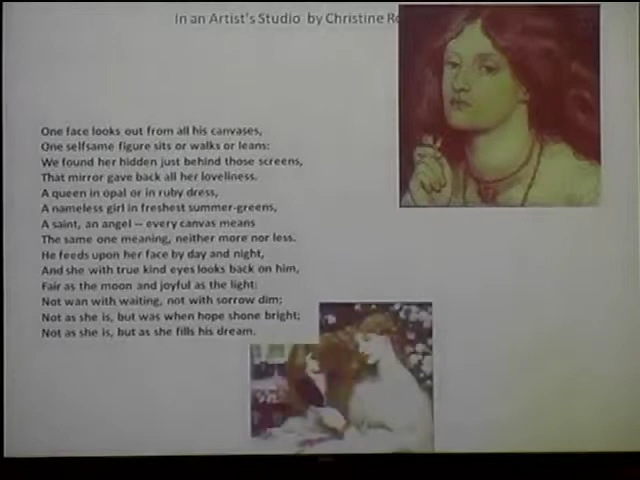 In an Artist's Studio by Christine Ro
One face looks out from all his canvases,
One selfsame figure sits or walks or leans:
We found her hidden just behind those screens,
That mirror gave back all her loveliness.
A queen in opal or in ruby dress,
A nameless girl in freshest summer-greens,
A saint, an angel – every canvas means
The same one meaning, neither more nor less.
He feeds upon her face by day and night,
And she with true kind eyes looks back on him,
Fair as the moon and joyful as the light:
Not wan with waiting, not with sorrow dim;
Not as she is, but was when hope shone bright;
Not as she is, but as she fills his dream.